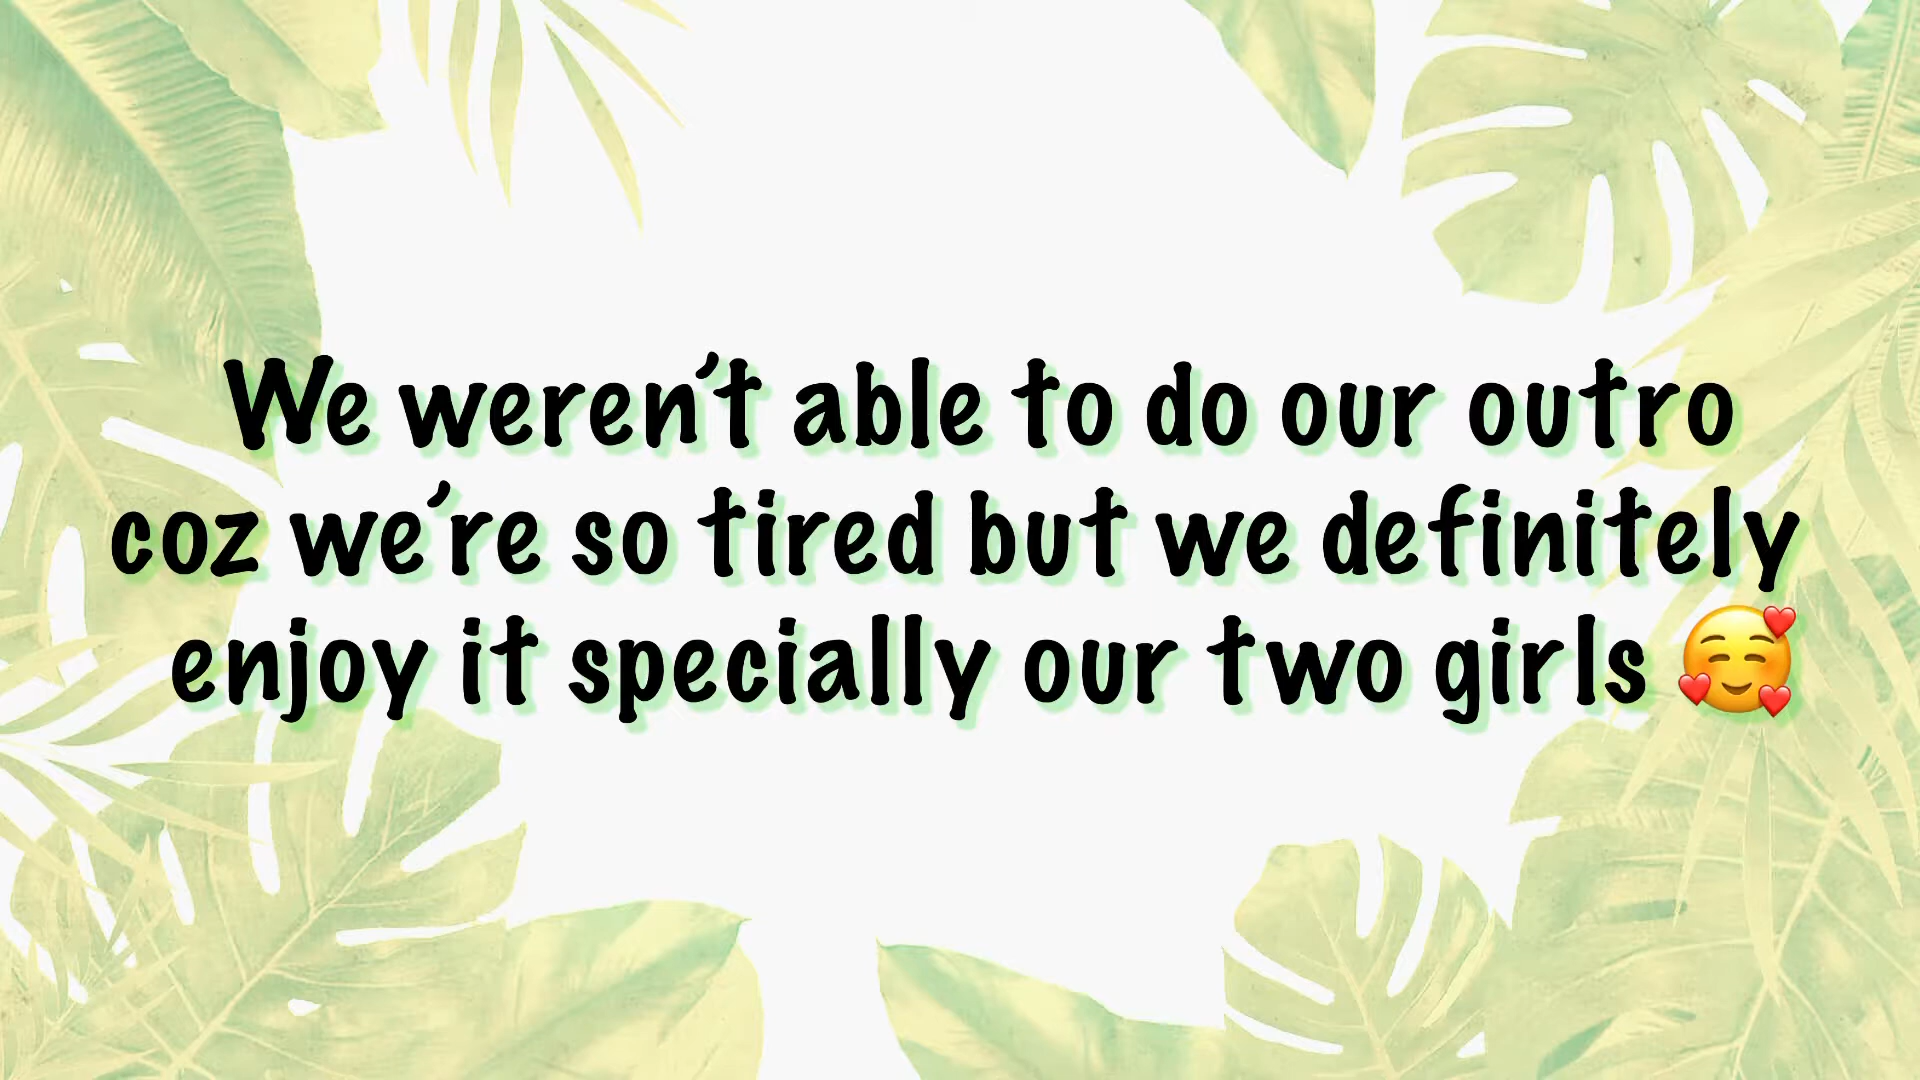 We weren't able to do our outro
coz we're so tired but we definitely
enjoy it specially our two girls 🥰